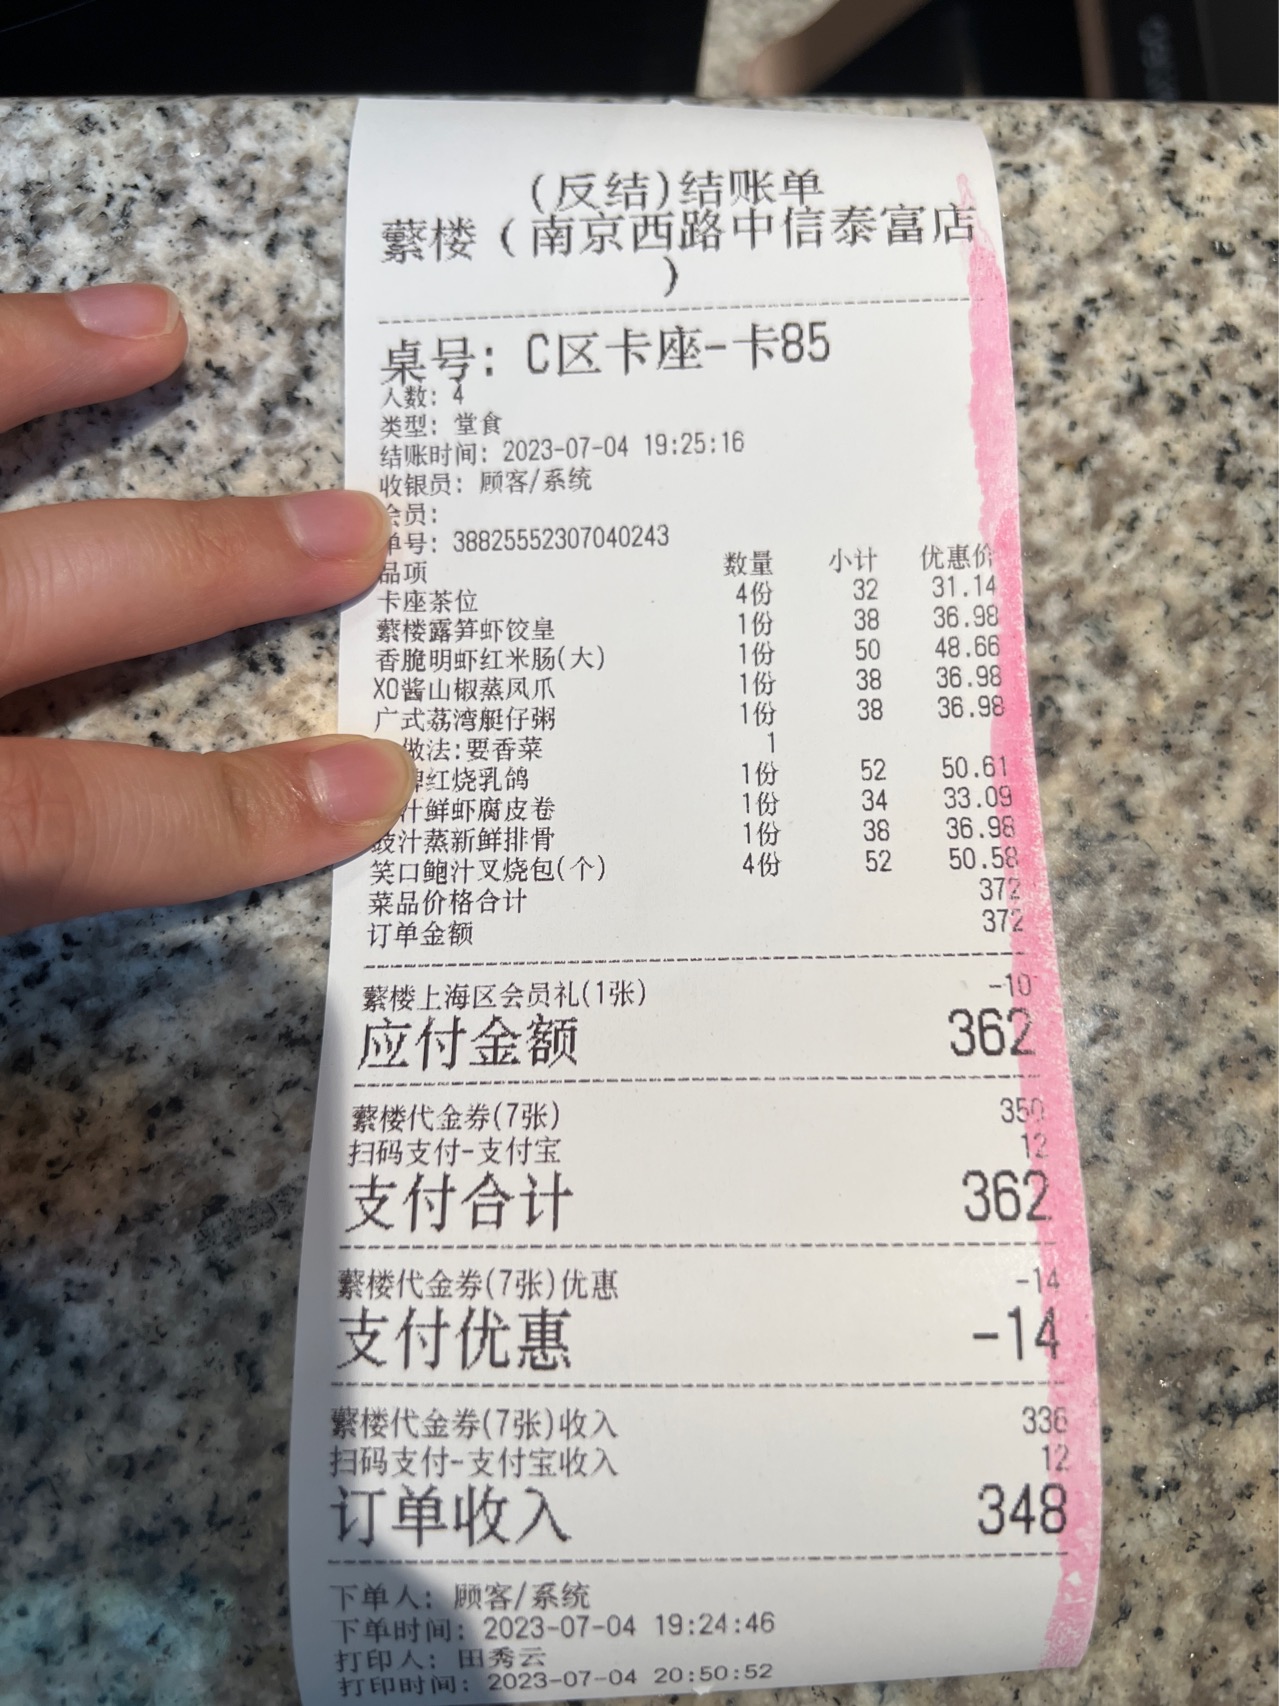 (反结)结账单
蘩楼（南京西路中信泰富店
）
桌号：C区卡座-卡85
人数：4
类型：堂食
结账时间：2023-07-04 19:25:16
收银员：顾客/系统
会员：
单号：388255552307040243
品项 数量 小计 优惠价
卡座茶位 4份 32 31.14
蘩楼露笋虾饺皇 1份 38 36.98
香脆明虾红米肠(大) 1份 50 48.66
XO酱山椒蒸凤爪 1份 38 36.98
广式荔湾艇仔粥 1份 38 36.98
做法:要香菜 1
牌红烧乳鸽 1份 52 50.61
汁鲜虾腐皮卷 1份 34 33.09
豉汁蒸新鲜排骨 1份 38 36.98
笑口鲍汁叉烧包(个) 4份 52 50.58
菜品价格合计 372
订单金额 372
蘩楼上海区会员礼(1张) -10
应付金额 362
蘩楼代金券(7张) 350
扫码支付-支付宝 12
支付合计 362
蘩楼代金券(7张)优惠 -14
支付优惠 -14
蘩楼代金券(7张)收入 336
扫码支付-支付宝收入 12
订单收入 348
下单人：顾客/系统
下单时间：2023-07-04 19:24:46
打印人：田秀云
打印时间：2023-07-04 20:50:52